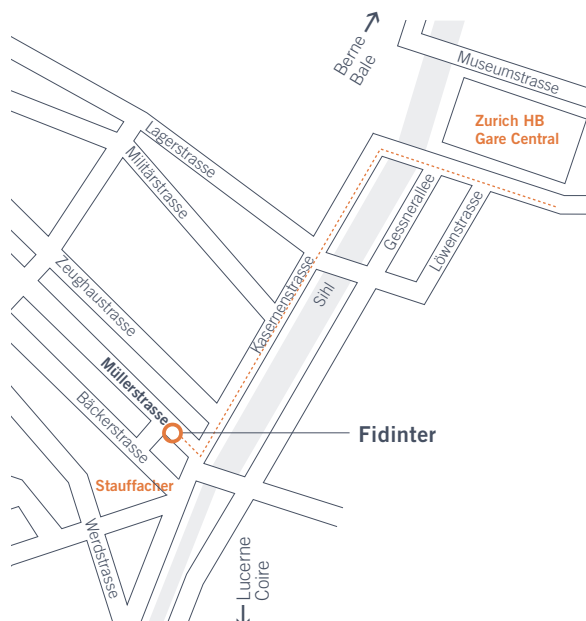 Berne
Bale
Museumstrasse
Zurich HB
Gare Central
Lagerstrasse
Militärstrasse
Gessnerallee
Löwenstrasse
Zeughaustrasse
Kasernenstrasse
Sihl
Müllerstrasse
Bäckerstrasse
Fidinter
Stauffacher
Werdstrasse
Lucerne
Coire